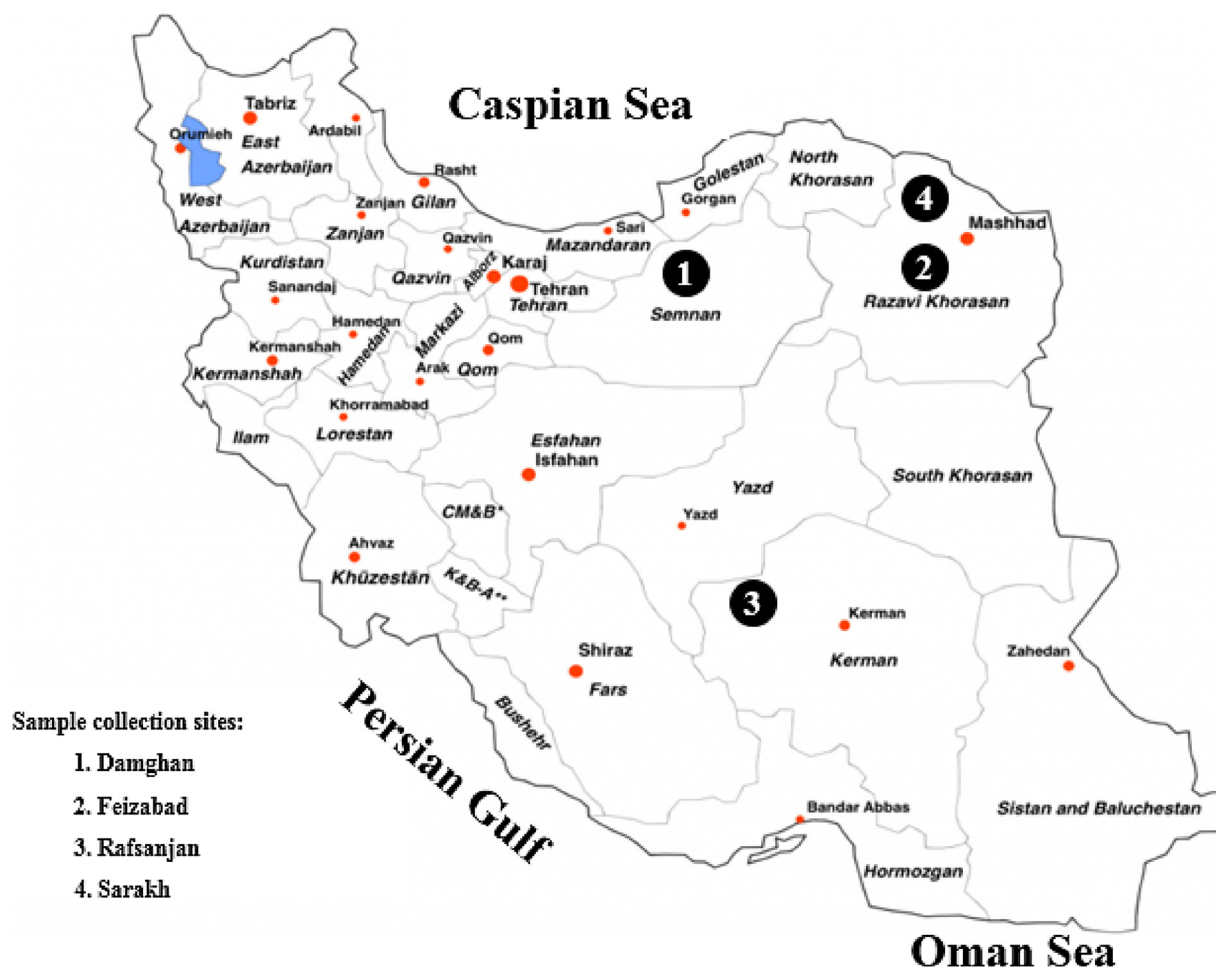 Caspian Sea
Tabriz
East
Azerbaijan
Ardabil
Orumieh
West
Azerbaijan
Rasht
Gilan
Zanjan
Zanjan
Qazvin
Qazvin
Alborz
Karaj
Tehran
Tehran
Sari
Mazandaran
Golestan
Gorgan
North
Khorasan
4
Mashhad
2
Razavi Khorasan
1
Semnan
Kurdistan
Sanandaj
Hamedan
Hamedan
Markazi
Kermanshah
Kermanshah
Arak
Qom
Qom
Khorramabad
Lorestan
Ilam
Esfahan
Isfahan
South Khorasan
Yazd
Yazd
CM&B*
Ahvaz
Khūzestān
K&B-A**
3
Kerman
Kerman
Shiraz
Fars
Zahedan
Bushehr
Persian Gulf
Bandar Abbas
Sistan and Baluchestan
Hormozgan
Oman Sea
Sample collection sites:
1. Damghan
2. Feizabad
3. Rafsanjan
4. Sarakh